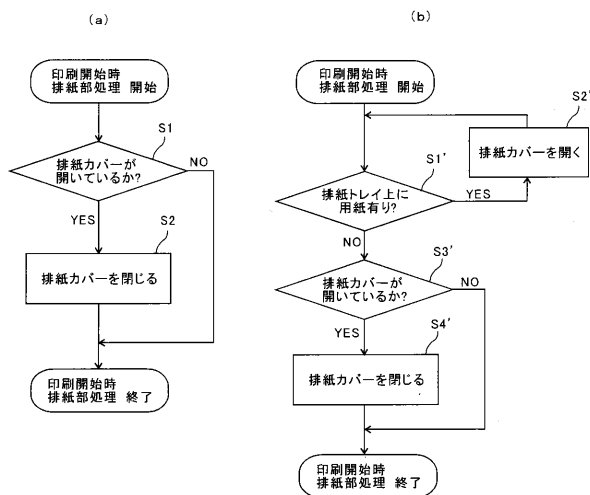 (a)
印刷開始時
排紙部処理 開始
S1
排紙カバーが
開いているか?
NO
YES
S2
排紙カバーを閉じる
印刷開始時
排紙部処理 終了
(b)
印刷開始時
排紙部処理 開始
S2'
排紙カバーを開く
S1'
排紙トレイ上に
用紙有り?
YES
NO
S3'
排紙カバーが
開いているか?
NO
YES
S4'
排紙カバーを閉じる
印刷開始時
排紙部処理 終了